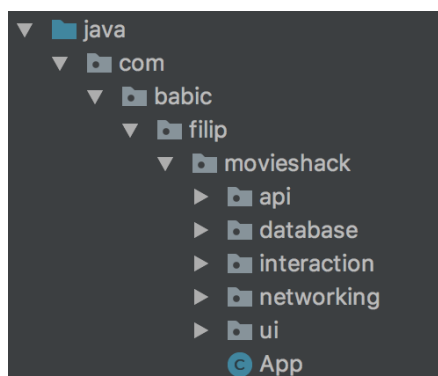 java
com
babic
filip
movieshack
api
database
interaction
networking
ui
C App